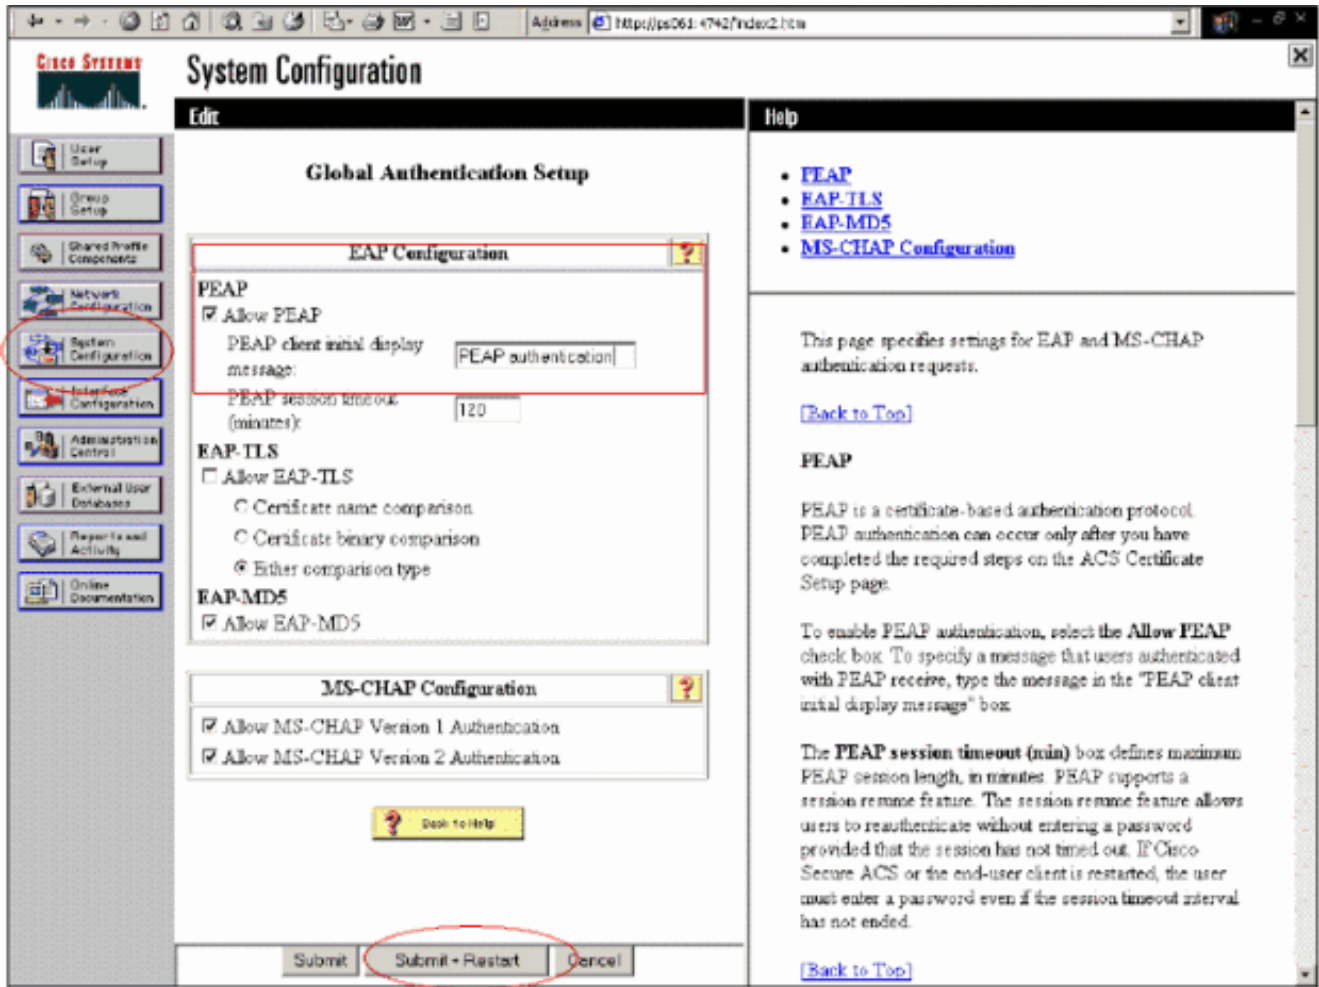 Address http://ps061:4742/index2.htm
CISCO SYSTEMS
System Configuration
Edit
Help
User
Setup
Group
Setup
Shared Profile
Components
Network
Configuration
System
Configuration
Interface
Configuration
Administration
Control
External User
Databases
Reports and
Activity
Online
Documentation
Global Authentication Setup
EAP Configuration
?
PEAP
Allow PEAP
PEAP client initial display
message:
PEAP authentication
PEAP session timeout
(minutes):
120
EAP-TLS
Allow EAP-TLS
Certificate name comparison
Certificate binary comparison
Either comparison type
EAP-MD5
Allow EAP-MD5
MS-CHAP Configuration
?
Allow MS-CHAP Version 1 Authentication
Allow MS-CHAP Version 2 Authentication
? Back to Help
Submit
Submit + Restart
Cancel
PEAP
EAP-TLS
EAP-MD5
MS-CHAP Configuration
This page specifies settings for EAP and MS-CHAP
authentication requests.
[Back to Top]
PEAP
PEAP is a certificate-based authentication protocol.
PEAP authentication can occur only after you have
completed the required steps on the ACS Certificate
Setup page.
To enable PEAP authentication, select the Allow PEAP
check box. To specify a message that users authenticated
with PEAP receive, type the message in the "PEAP client
initial display message" box.
The PEAP session timeout (min) box defines maximum
PEAP session length, in minutes. PEAP supports a
session resume feature. The session resume feature allows
users to reauthenticate without entering a password
provided that the session has not timed out. If Cisco
Secure ACS or the end-user client is restarted, the user
must enter a password even if the session timeout interval
has not ended.
[Back to Top]